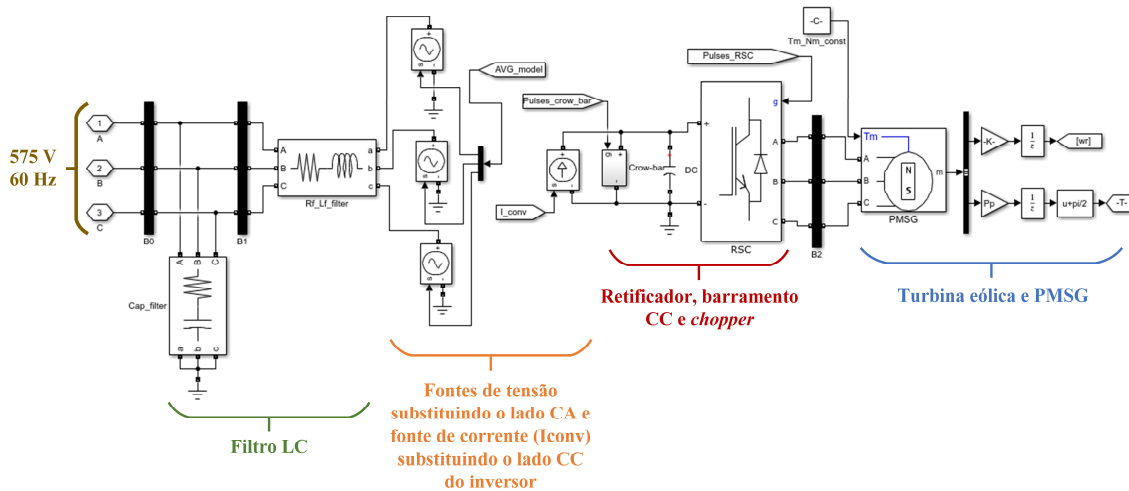 575 V
60 Hz
1
A
2
B
3
C
B0
B1
A
B
C
a
b
c
Rf_Lf_filter
A
B
C
Cap_filter
a
b
c
+
-
s
+
-
s
+
-
s
AVG_model
I_conv
Pulses_crow_bar
g
+
-
Crow-bar
+
Pulses_RSC
g
+
DC
-
A
B
C
RSC
B2
-C-
Tm_Nm_const
Tm
A
B
C
N
S
m
PMSG
-K-
1
z
[wr]
Pp
1
z
u+pi/2
-T-
Filtro LC
Fontes de tensão
substituindo o lado CA e
fonte de corrente (Iconv)
substituindo o lado CC
do inversor
Retificador, barramento
CC e chopper
Turbina eólica e PMSG